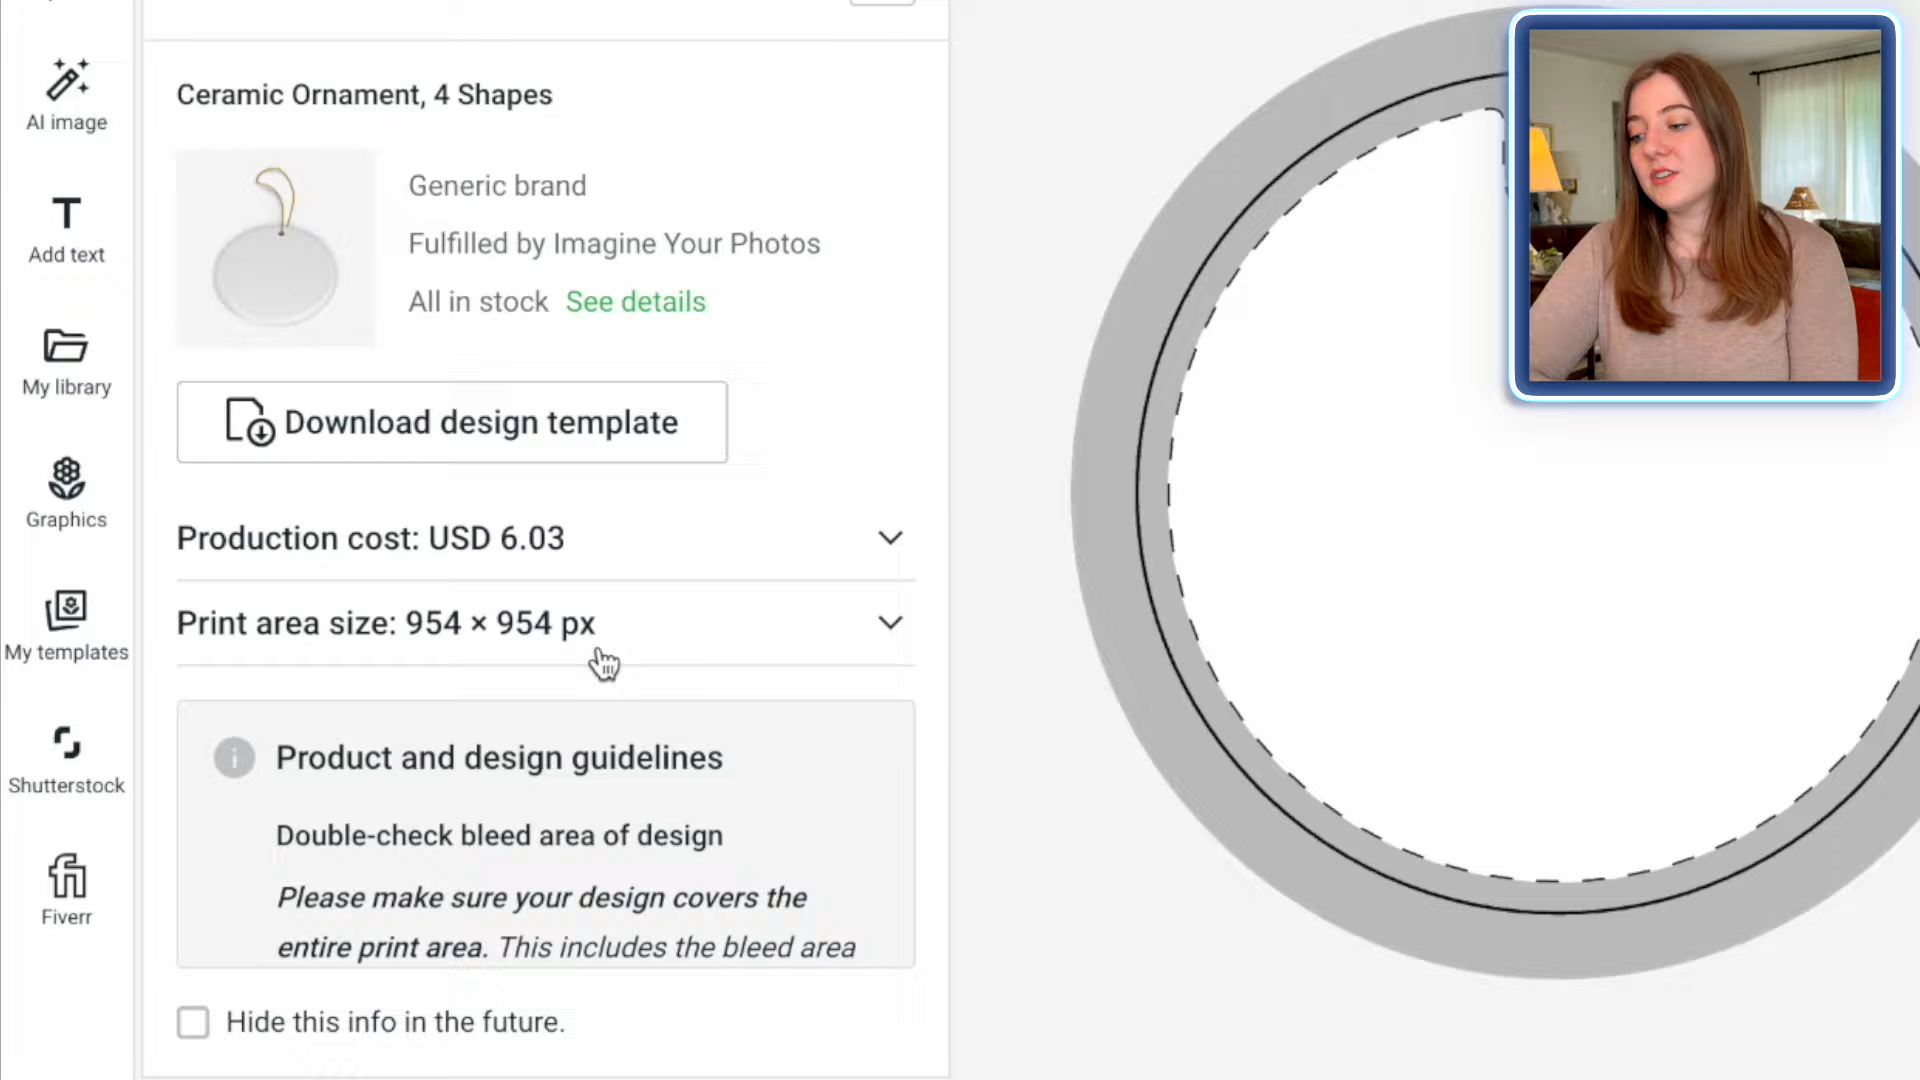 AI image
Add text
My library
Graphics
My templates
Shutterstock
Fiverr
Ceramic Ornament, 4 Shapes
Generic brand
Fulfilled by Imagine Your Photos
All in stock See details
Download design template
Production cost: USD 6.03
Print area size: 954 × 954 px
Product and design guidelines
Double-check bleed area of design
Please make sure your design covers the
entire print area. This includes the bleed area
Hide this info in the future.